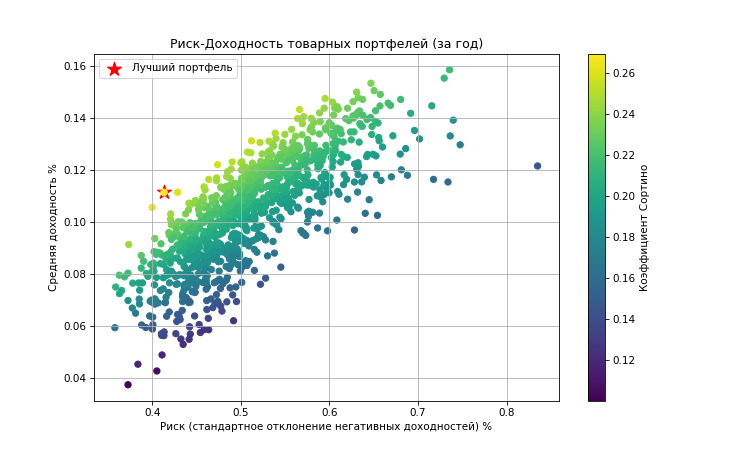 Риск-Доходность товарных портфелей (за год)
Лучший портфель
Средняя доходность %
0.16
0.14
0.12
0.10
0.08
0.06
0.04
0.4 0.5 0.6 0.7 0.8
Риск (стандартное отклонение негативных доходностей) %
0.26
0.24
0.22
0.20
0.18
0.16
0.14
0.12
Коэффициент Сортино